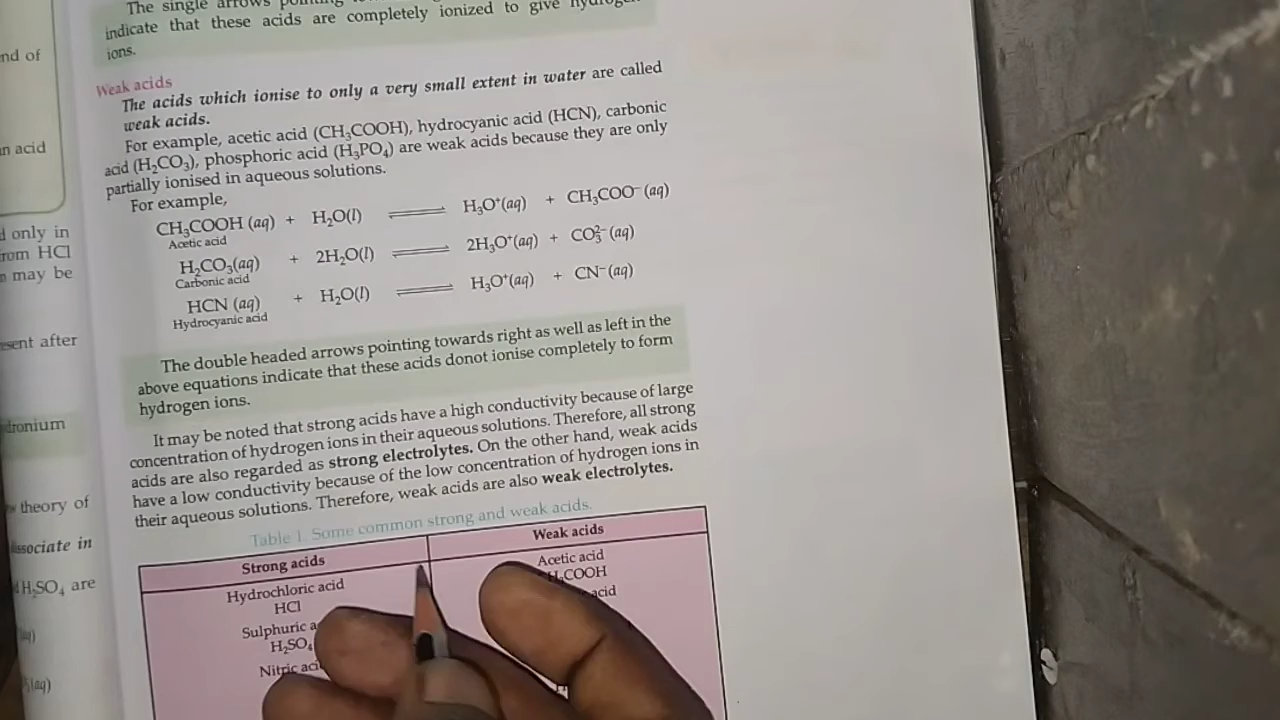 The single arrows
indicate that these acids are completely ionized to give hydrogen
ions.
Weak acids
The acids which ionise to only a very small extent in water are called
weak acids.
For example, acetic acid (CH₃COOH), hydrocyanic acid (HCN), carbonic
acid (H₂CO₃), phosphoric acid (H₃PO₄) are weak acids because they are only
partially ionised in aqueous solutions.
For example,
CH₃COOH (aq) + H₂O(l) ⇌ H₃O⁺(aq) + CH₃COO⁻(aq)
Acetic acid
H₂CO₃(aq) + 2H₂O(l) ⇌ 2H₃O⁺(aq) + CO₃²⁻(aq)
Carbonic acid
HCN (aq) + H₂O(l) ⇌ H₃O⁺(aq) + CN⁻(aq)
Hydrocyanic acid
The double headed arrows pointing towards right as well as left in the
above equations indicate that these acids donot ionise completely to form
hydrogen ions.
It may be noted that strong acids have a high conductivity because of large
concentration of hydrogen ions in their aqueous solutions. Therefore, all strong
acids are also regarded as strong electrolytes. On the other hand, weak acids
have a low conductivity because of the low concentration of hydrogen ions in
their aqueous solutions. Therefore, weak acids are also weak electrolytes.
Table 1. Some common strong and weak acids.
Strong acids Weak acids
Hydrochloric acid Acetic acid
HCl COOH
Sulphuric acid
H₂SO₄
Nitric aci
nd of
n acid
only in
rom HCl
may be
sent after
dronium
theory of
issociate in
H₂SO₄ are
(aq)